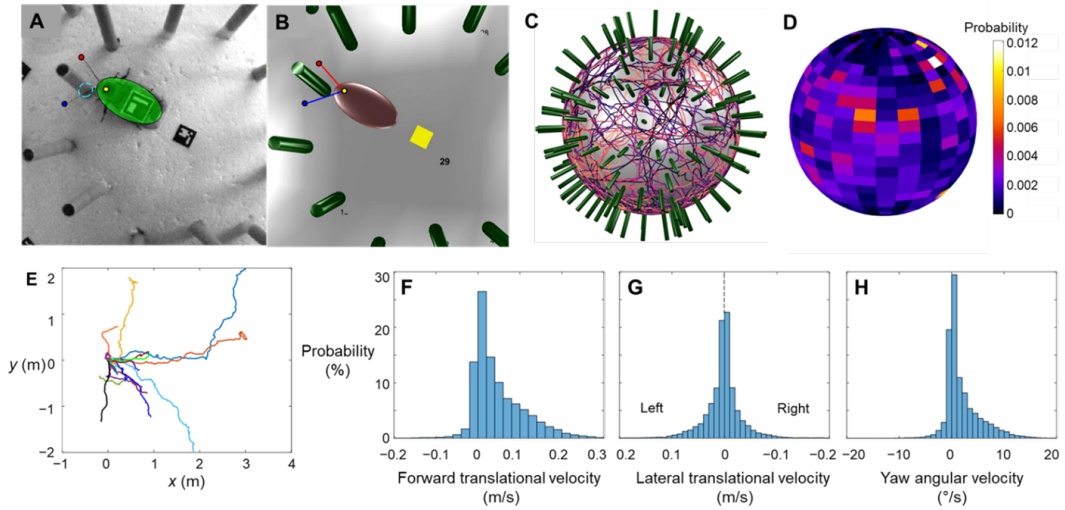 A
B
C
D
Probability
0.012
0.01
0.008
0.006
0.004
0.002
0
29
E
2
1
y (m) 0
−1
−2
−1 0 1 2 3 4
x (m)
Probability
(%)
30
20
10
0
F
−0.2 −0.1 0 0.1 0.2 0.3
Forward translational velocity
(m/s)
G
Left
Right
0.2 0.1 0 -0.1 -0.2
Lateral translational velocity
(m/s)
H
−20 −10 0 10 20
Yaw angular velocity
(°/s)